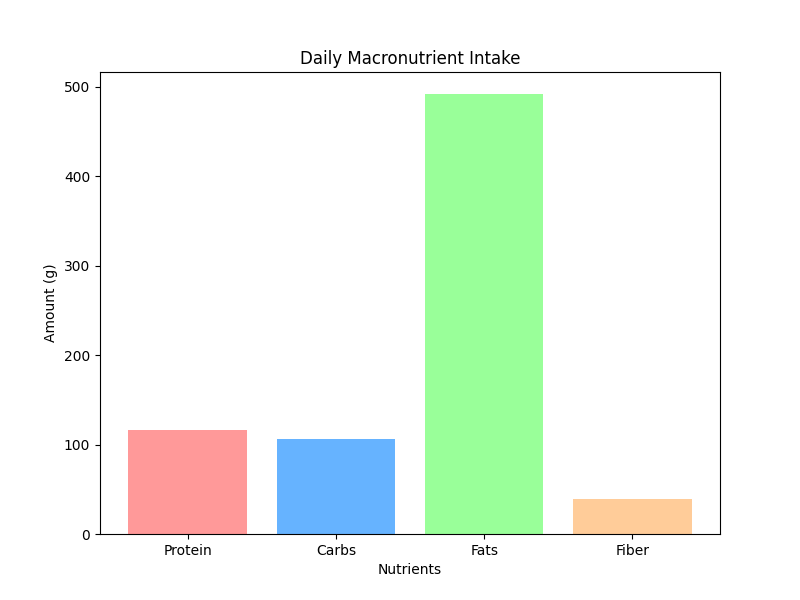 Daily Macronutrient Intake
500
400
300
200
100
0
Amount (g)
Protein Carbs Fats Fiber
Nutrients